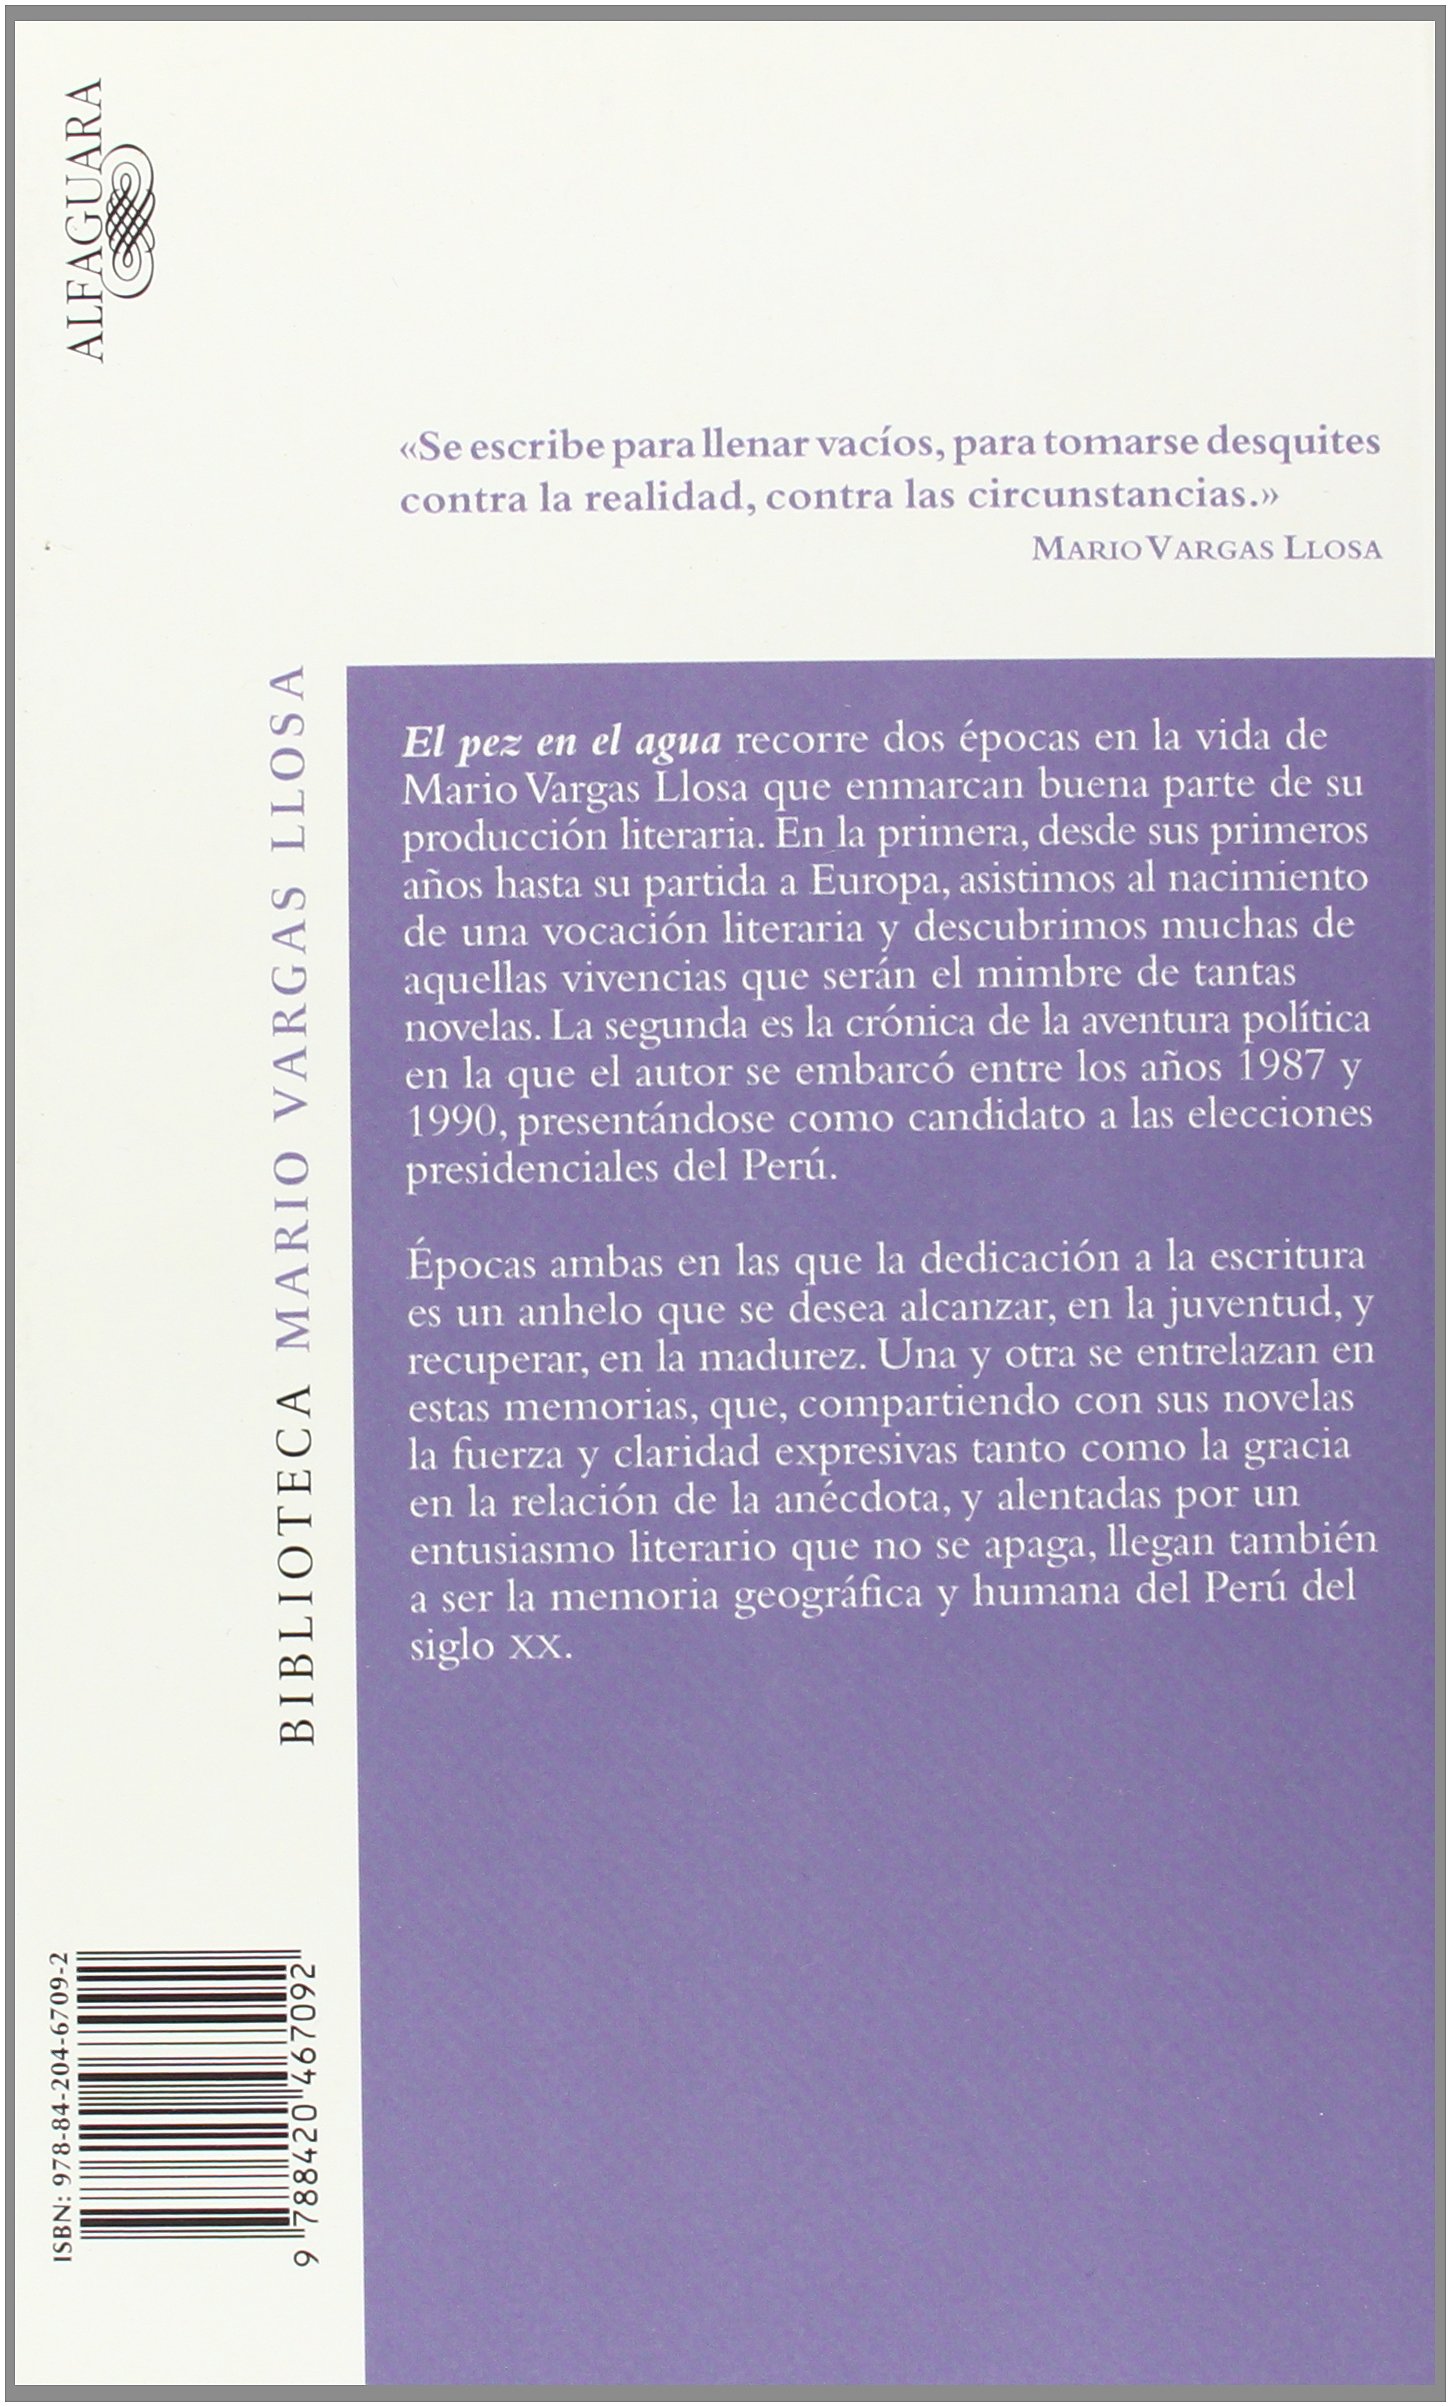 ALFAGUARA
«Se escribe para llenar vacíos, para tomarse desquites
contra la realidad, contra las circunstancias.»
MARIO VARGAS LLOSA
BIBLIOTECA MARIO VARGAS LLOSA
El pez en el agua recorre dos épocas en la vida de
Mario Vargas Llosa que enmarcan buena parte de su
producción literaria. En la primera, desde sus primeros
años hasta su partida a Europa, asistimos al nacimiento
de una vocación literaria y descubrimos muchas de
aquellas vivencias que serán el mimbre de tantas
novelas. La segunda es la crónica de la aventura política
en la que el autor se embarcó entre los años 1987 y
1990, presentándose como candidato a las elecciones
presidenciales del Perú.
Épocas ambas en las que la dedicación a la escritura
es un anhelo que se desea alcanzar, en la juventud, y
recuperar, en la madurez. Una y otra se entrelazan en
estas memorias, que, compartiendo con sus novelas
la fuerza y claridad expresivas tanto como la gracia
en la relación de la anécdota, y alentadas por un
entusiasmo literario que no se apaga, llegan también
a ser la memoria geográfica y humana del Perú del
siglo XX.
ISBN: 978-84-204-6709-2
9 788420 467092